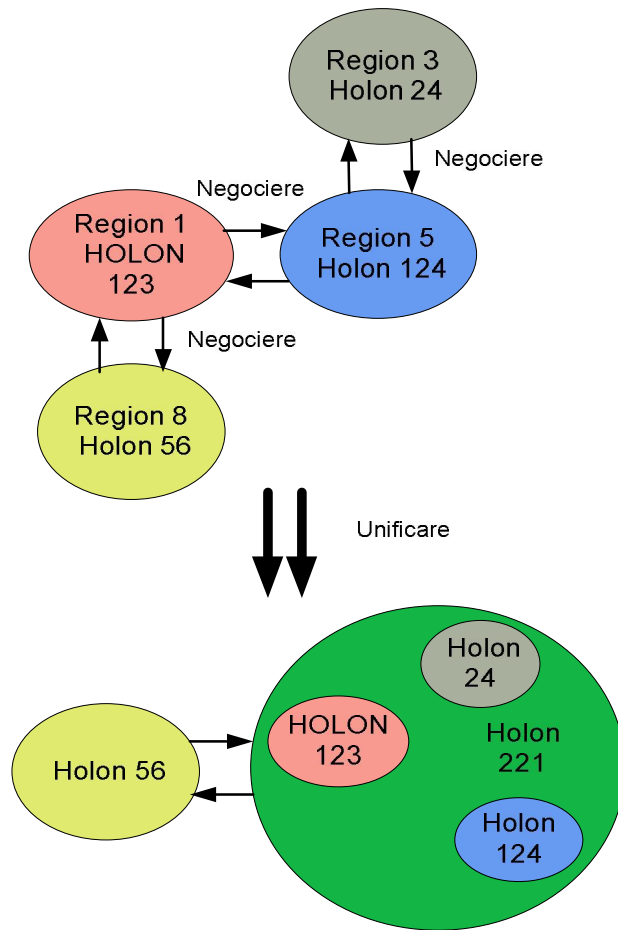 Region 3
Holon 24
Negociere
Negociere
Region 1
HOLON
123
Region 5
Holon 124
Negociere
Region 8
Holon 56
Unificare
Holon
24
HOLON
123
Holon
221
Holon 56
Holon
124